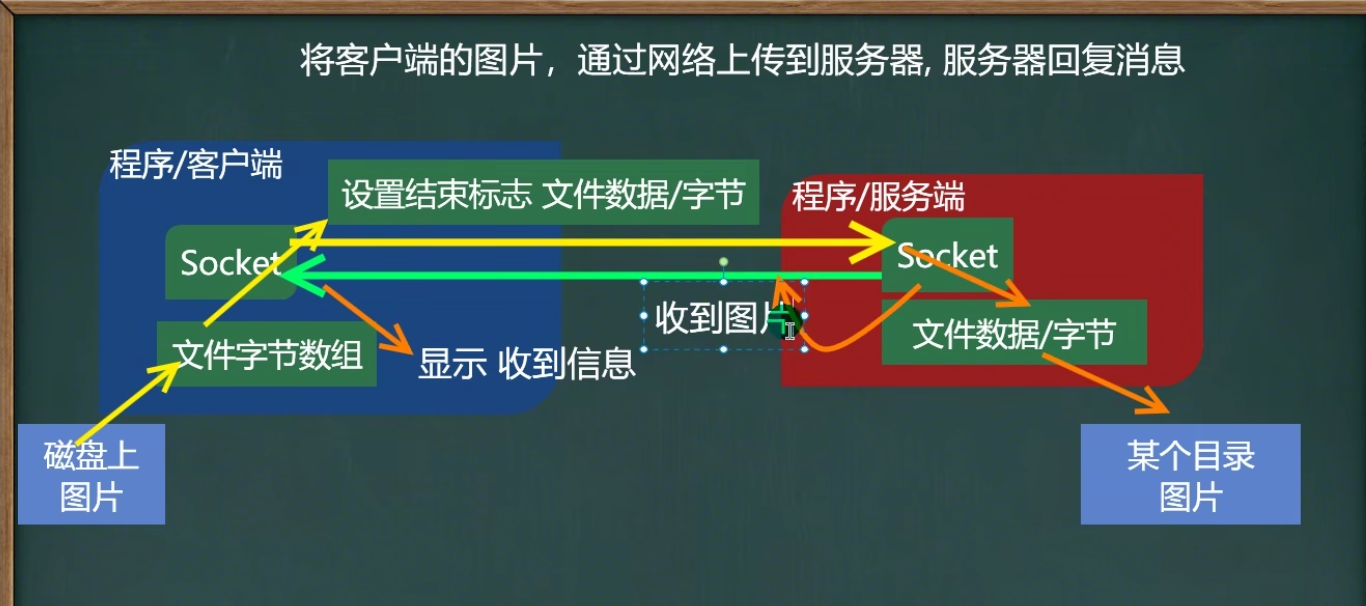 将客户端的图片，通过网络上传到服务器, 服务器回复消息
程序/客户端
设置结束标志 文件数据/字节
程序/服务端
Socket
Socket
收到图片
文件数据/字节
文件字节数组
显示 收到信息
磁盘上
图片
某个目录
图片